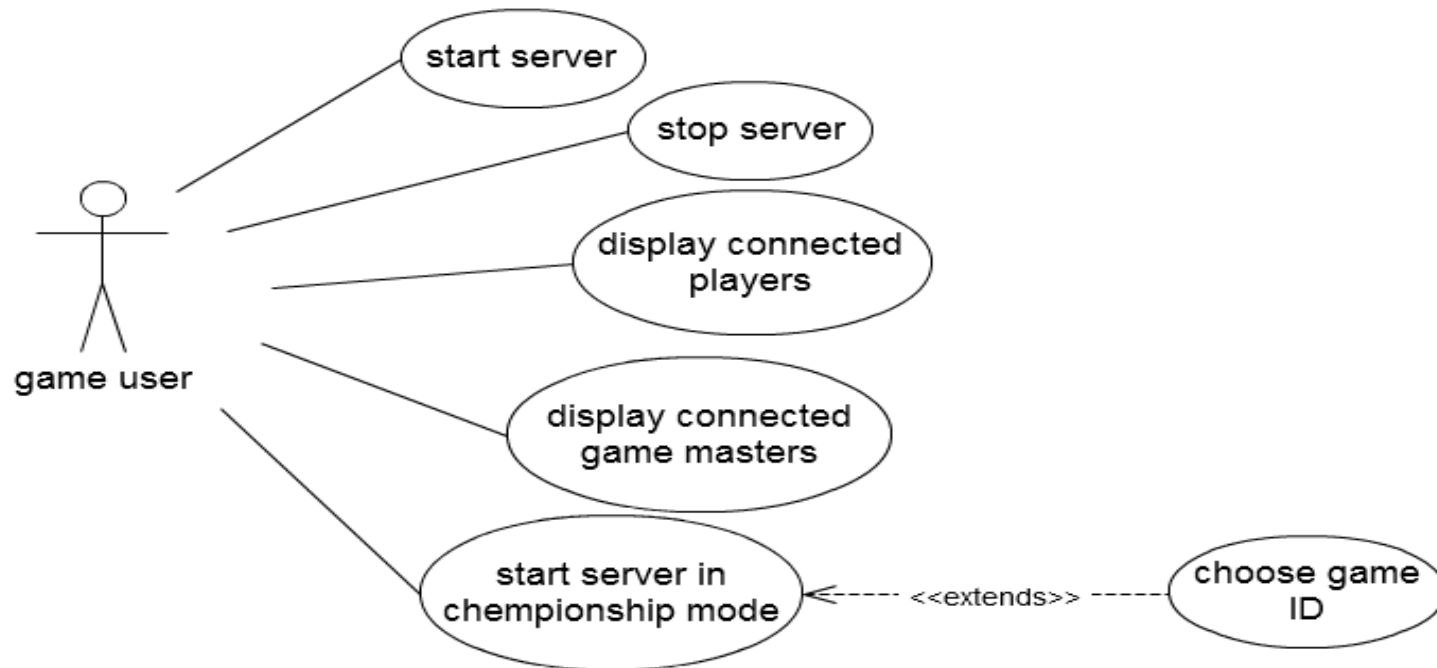 start server
stop server
display connected
players
game user
display connected
game masters
start server in
chempionship mode
<<extends>>
choose game
ID